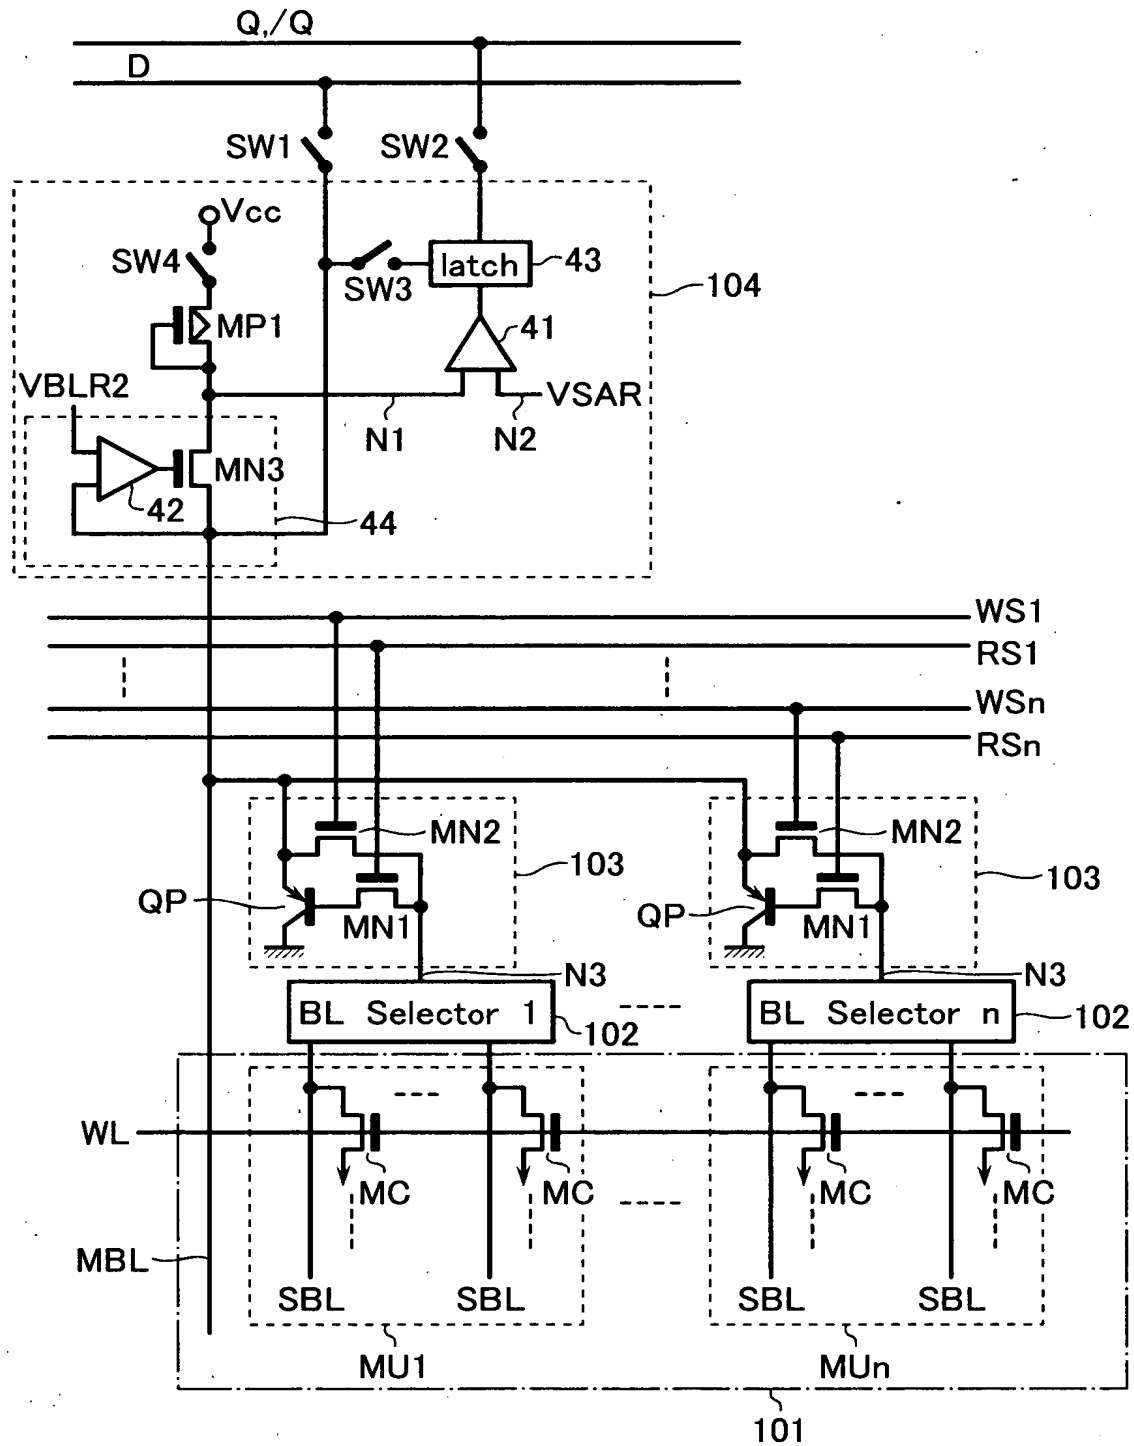 Q,/Q
D
SW1
SW2
Vcc
SW4
SW3
latch
43
104
MP1
41
VBLR2
VSAR
N1
N2
MN3
42
44
WS1
RS1
WSn
RSn
MN2
MN2
103
103
QP
MN1
QP
MN1
N3
N3
BL Selector 1
102
BL Selector n
102
WL
MC
MC
MC
MC
MBL
SBL
SBL
SBL
SBL
MU1
MUn
101